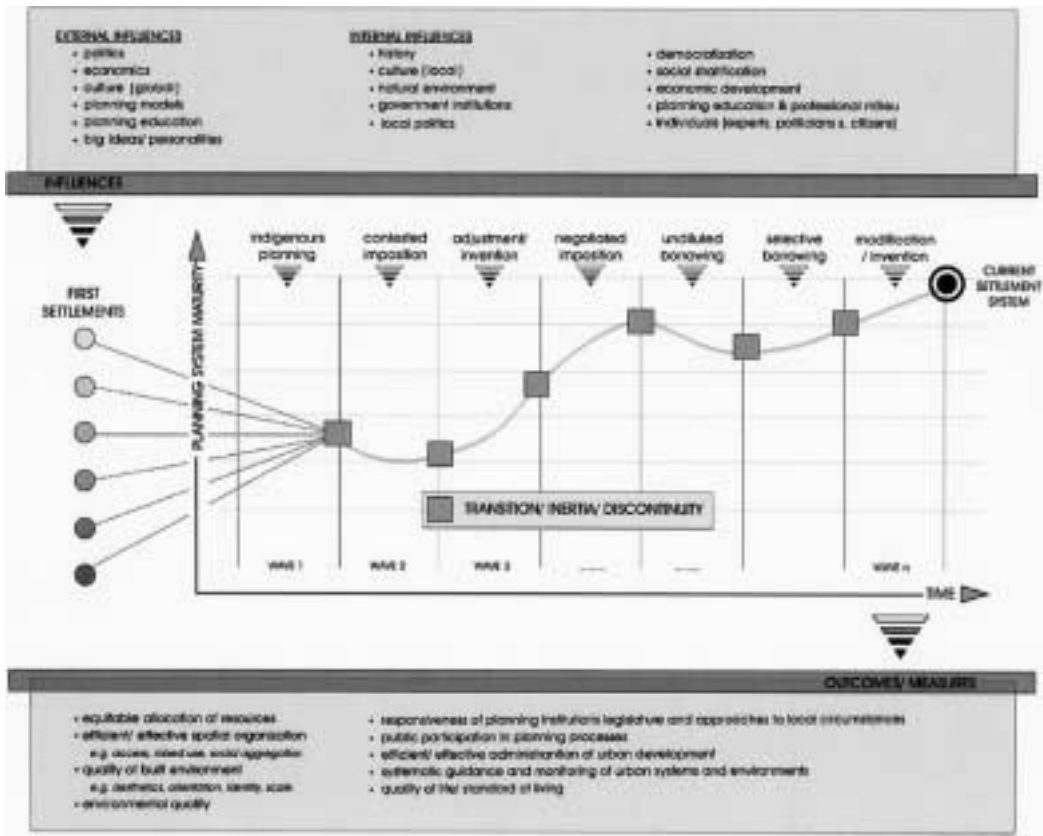 EXTERNAL INFLUENCES
• politics
• economics
• culture (global)
• planning models
• planning education
• big ideas/ personalities
INTERNAL INFLUENCES
• history
• culture (local)
• natural environment
• government institutions
• local politics
• democratisation
• social stratification
• economic development
• planning education & professional milieu
• individuals (experts, politicians, citizens)
INFLUENCES
FIRST
SETTLEMENTS
PLANNING SYSTEM MATURITY
indigenous
planning
contested
imposition
adjustment/
invention
negotiated
imposition
undiluted
borrowing
selective
borrowing
modification
/ invention
CURRENT
SETTLEMENT
SYSTEM
TRANSITION/ INERTIA/ DISCONTINUITY
WAVE 1
WAVE 2
WAVE 3
........
........
WAVE n
TIME
OUTCOMES/ MEASURES
• equitable allocation of resources
• efficient/ effective spatial organisation
e.g. access, mixed use, social aggregation
• quality of built environment
e.g. aesthetics, orientation, identity, scale
• environmental quality
• responsiveness of planning institutions legislature and approaches to local circumstances
• public participation in planning processes
• efficient/ effective administration of urban development
• systematic guidance and monitoring of urban systems and environments
• quality of life/ standard of living